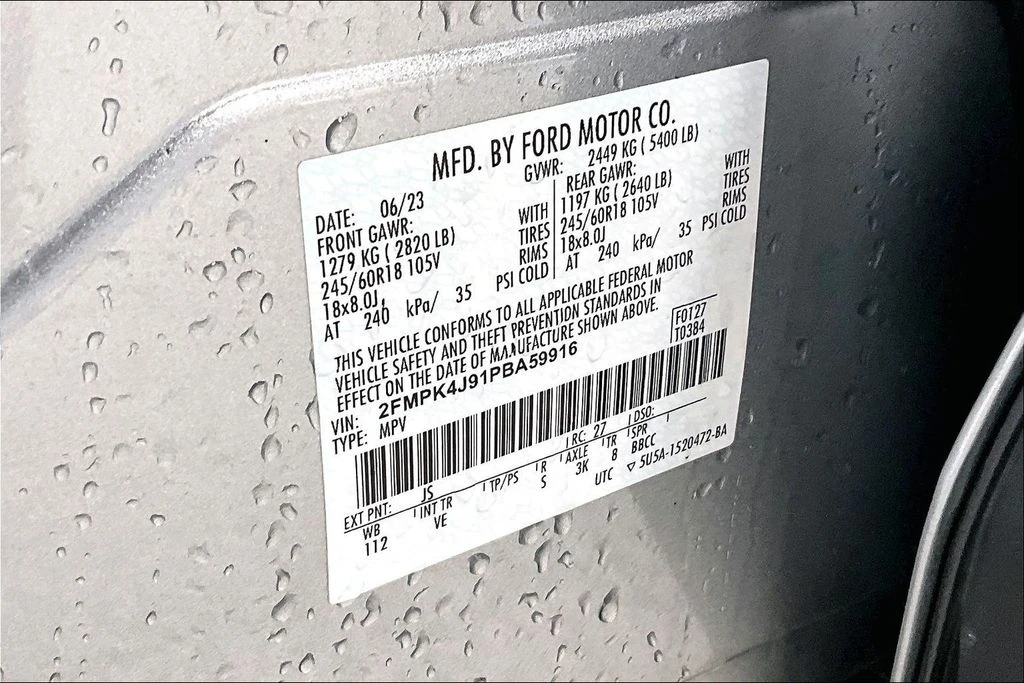 MFD. BY FORD MOTOR CO.
DATE: 06/23 GVWR: 2449 KG ( 5400 LB)
FRONT GAWR: REAR GAWR:
1279 KG ( 2820 LB) WITH 1197 KG ( 2640 LB) WITH
245/60R18 105V TIRES 245/60R18 105V TIRES
18x8.0J RIMS 18x8.0J RIMS
AT 240 kPa/ 35 PSI COLD AT 240 kPa/ 35 PSI COLD
THIS VEHICLE CONFORMS TO ALL APPLICABLE FEDERAL MOTOR
VEHICLE SAFETY AND THEFT PREVENTION STANDARDS IN
EFFECT ON THE DATE OF MANUFACTURE SHOWN ABOVE.
VIN: 2FMPK4J91PBA59916 F0127
TYPE: MPV T0384
EXT PNT: JS RC: 27 DSO:
WB INT TR TP/PS R AXLE TR SPR
112 VE S 3K 8 BBCC
UTC ▽ 5U5A-1520472-BA